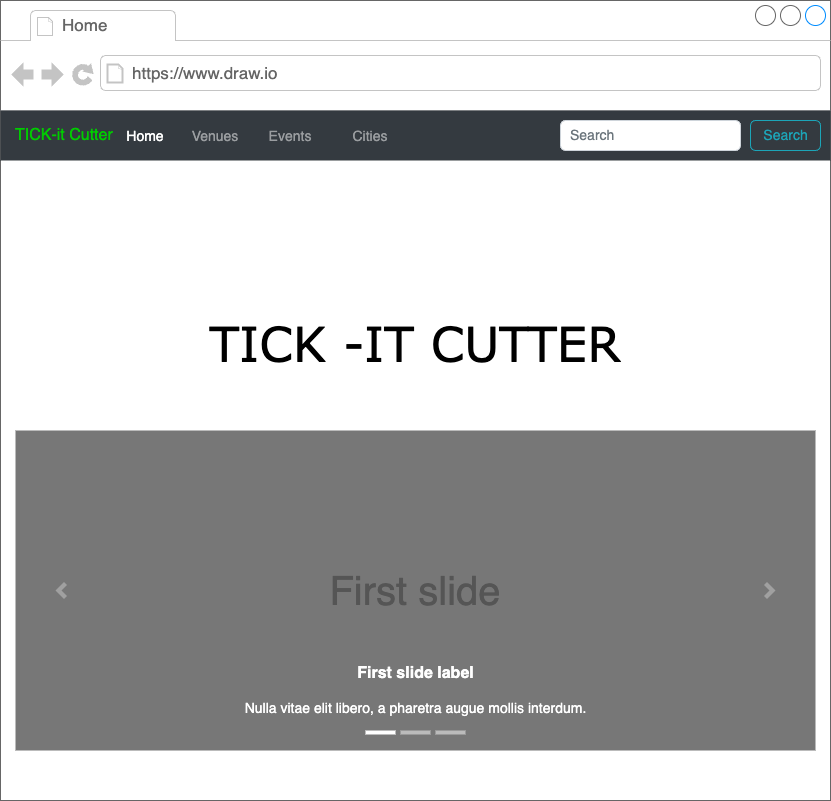 Home
https://www.draw.io
TICK-it Cutter Home Venues Events Cities Search Search
TICK -IT CUTTER
First slide
First slide label
Nulla vitae elit libero, a pharetra augue mollis interdum.